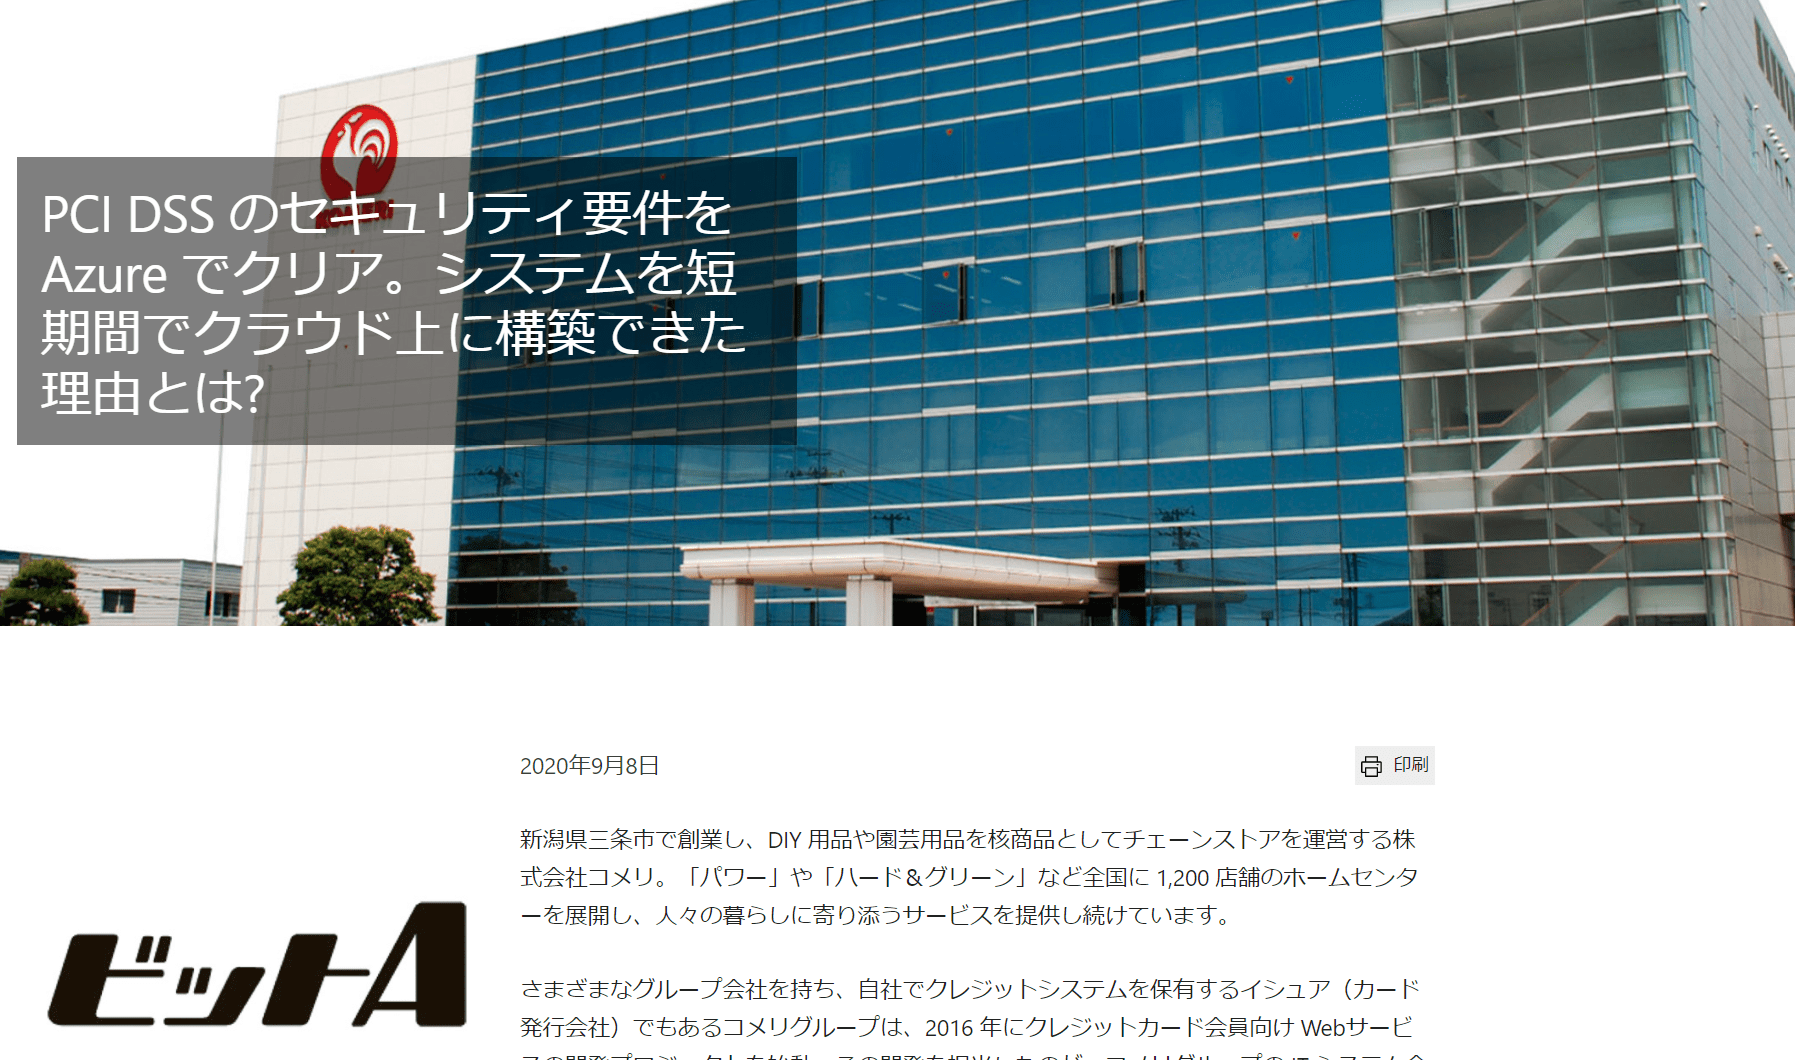 PCI DSS のセキュリティ要件を
Azure でクリア。システムを短
期間でクラウド上に構築できた
理由とは?
2020年9月8日
印刷
新潟県三条市で創業し、DIY 用品や園芸用品を核商品としてチェーンストアを運営する株
式会社コメリ。「パワー」や「ハード＆グリーン」など全国に 1,200 店舗のホームセンタ
ーを展開し、人々の暮らしに寄り添うサービスを提供し続けています。
ビットA
さまざまなグループ会社を持ち、自社でクレジットシステムを保有するイシュア（カード
発行会社）でもあるコメリグループは、2016 年にクレジットカード会員向け Webサービ